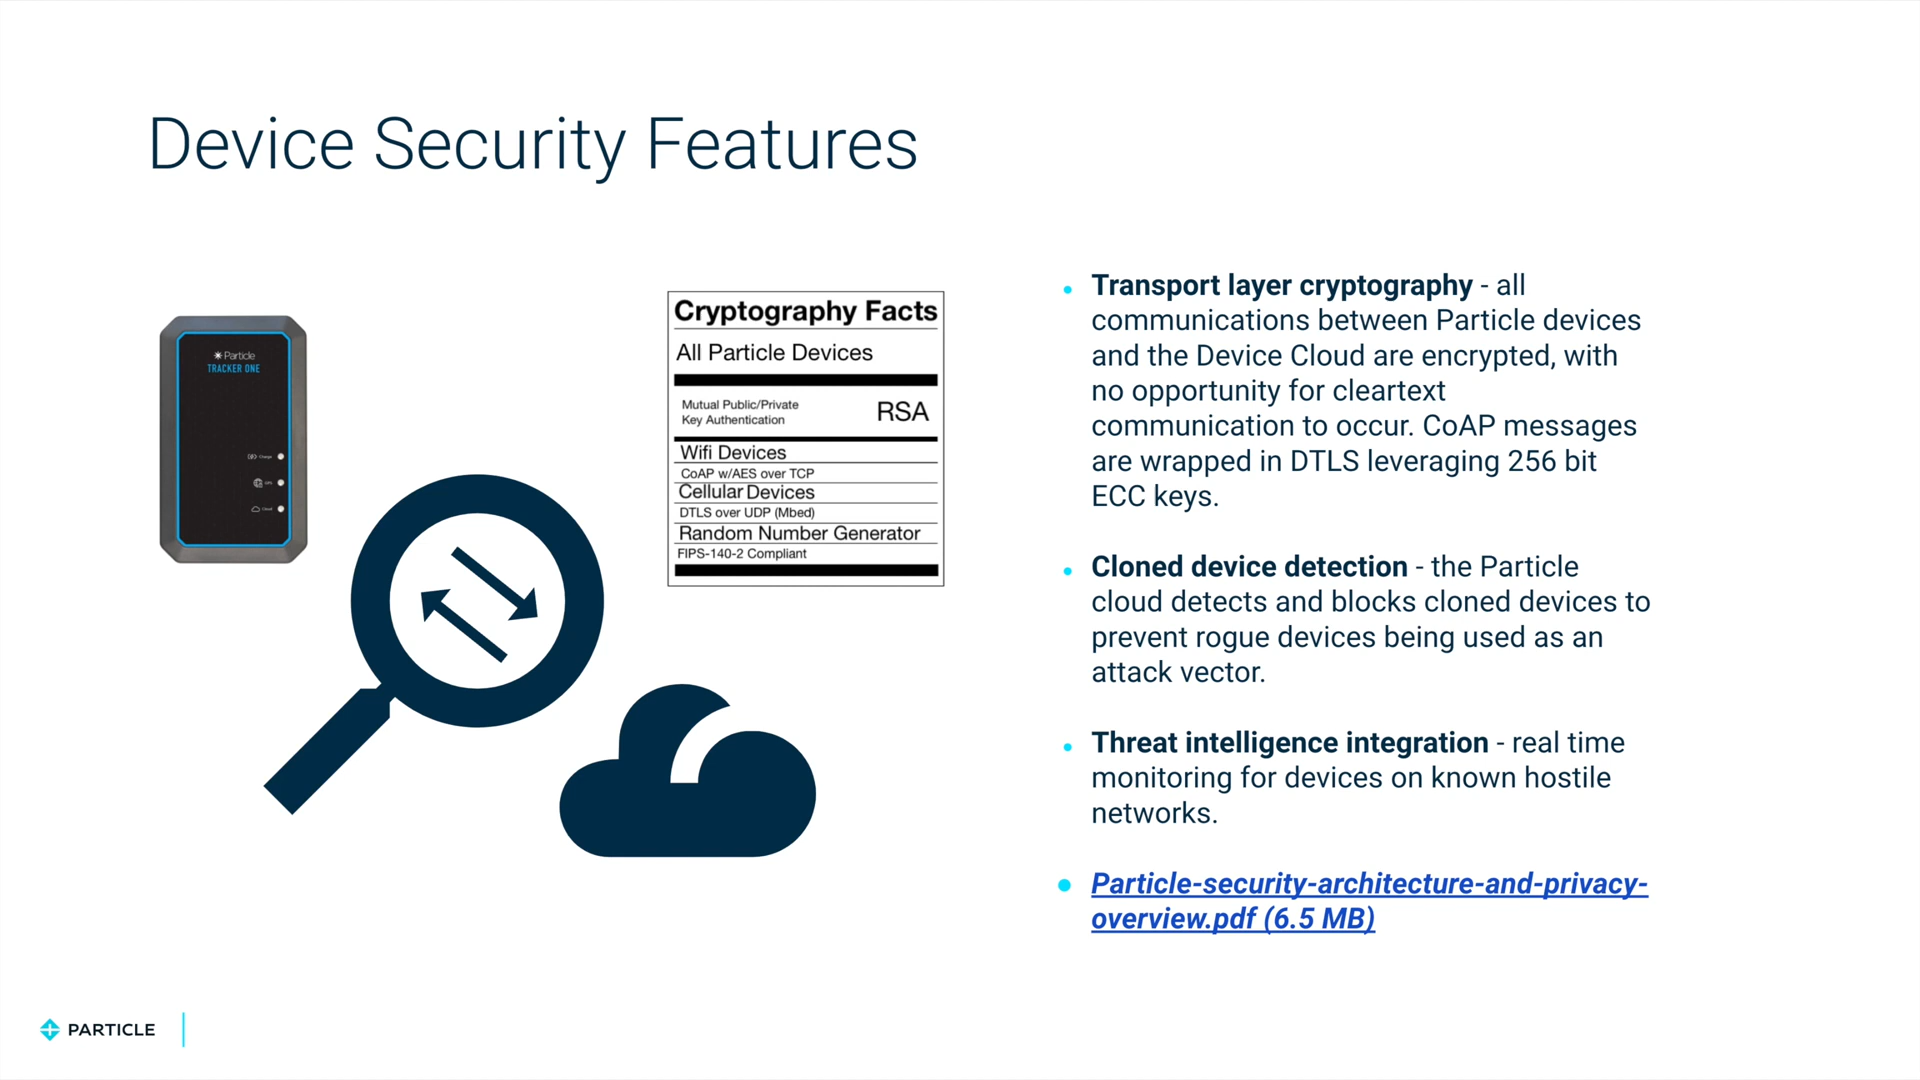 Device Security Features
Particle
TRACKER ONE
Charge
GPS
Cloud
Cryptography Facts
All Particle Devices
Mutual Public/Private
Key Authentication
RSA
Wifi Devices
CoAP w/AES over TCP
Cellular Devices
DTLS over UDP (Mbed)
Random Number Generator
FIPS-140-2 Compliant
Transport layer cryptography - all
communications between Particle devices
and the Device Cloud are encrypted, with
no opportunity for cleartext
communication to occur. CoAP messages
are wrapped in DTLS leveraging 256 bit
ECC keys.
Cloned device detection - the Particle
cloud detects and blocks cloned devices to
prevent rogue devices being used as an
attack vector.
Threat intelligence integration - real time
monitoring for devices on known hostile
networks.
Particle-security-architecture-and-privacy-
overview.pdf (6.5 MB)
PARTICLE